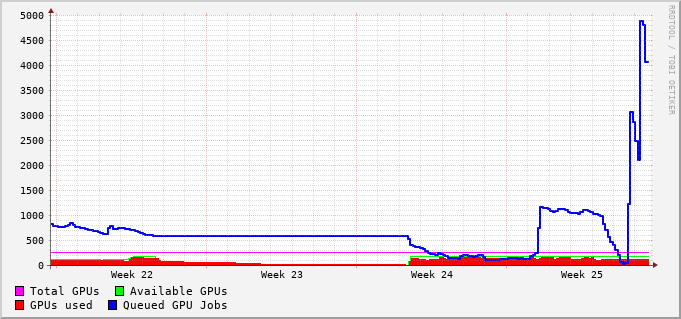 5000
4500
4000
3500
3000
2500
2000
1500
1000
500
0
Week 22 Week 23 Week 24 Week 25
Total GPUs Available GPUs
GPUs used Queued GPU Jobs
RRDTOOL / TOBI OETIKER